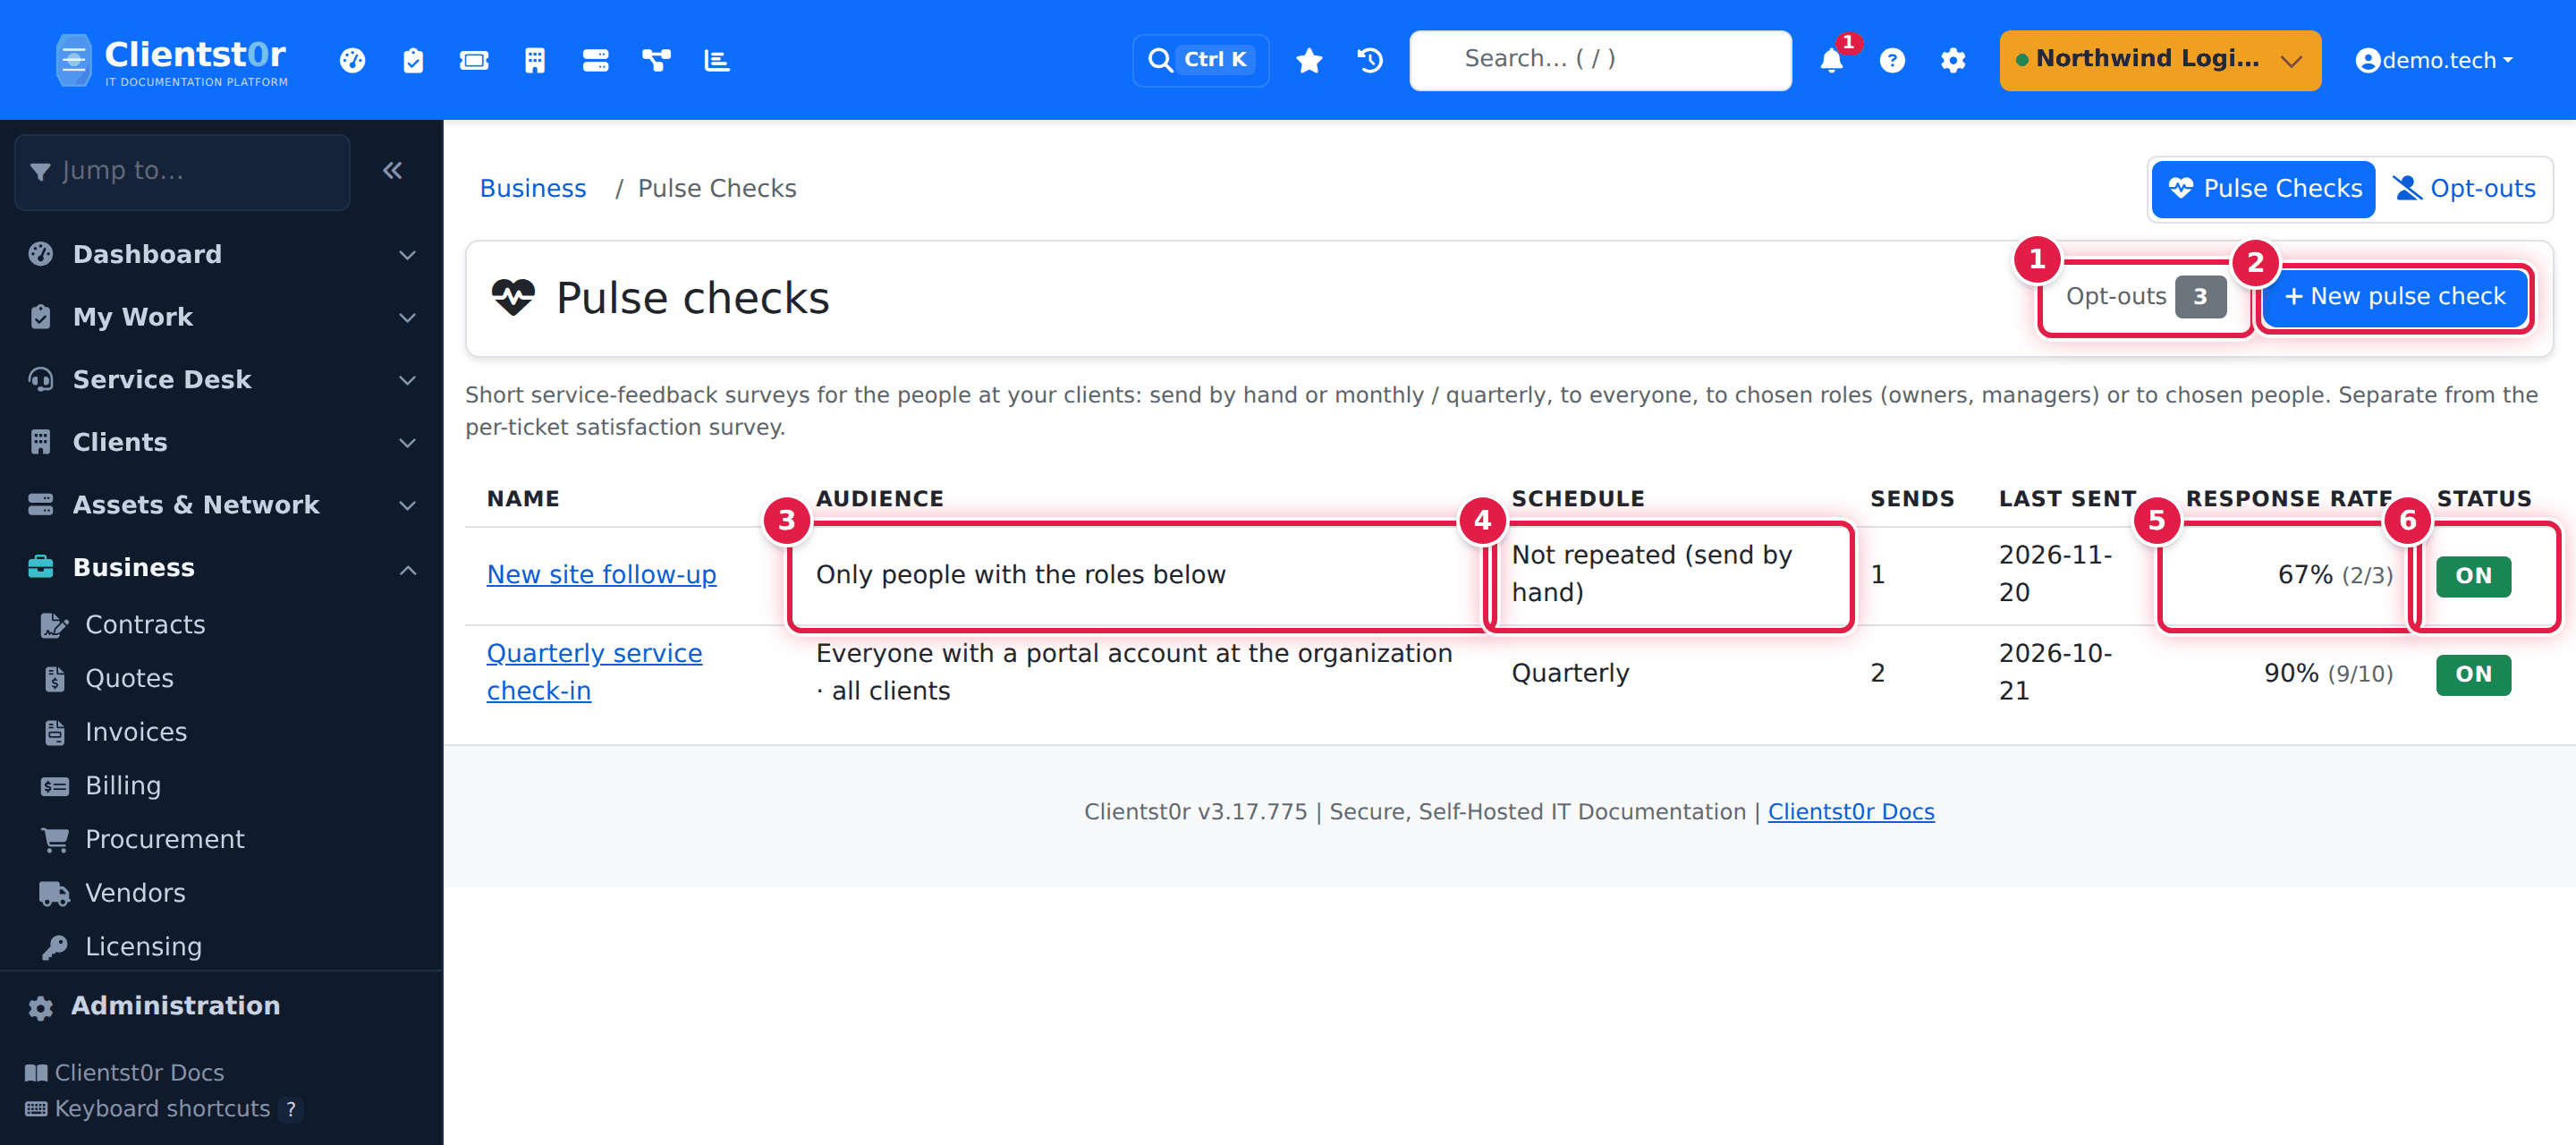 Clientst0r
IT DOCUMENTATION PLATFORM
Ctrl K
Search... ( / )
1
?
Northwind Logi...
demo.tech
Jump to...
Dashboard
My Work
Service Desk
Clients
Assets & Network
Business
Contracts
Quotes
Invoices
Billing
Procurement
Vendors
Licensing
Administration
Clientst0r Docs
Keyboard shortcuts ?
Business / Pulse Checks
Pulse Checks
Opt-outs
Pulse checks
1
Opt-outs 3
2
+ New pulse check
Short service-feedback surveys for the people at your clients: send by hand or monthly / quarterly, to everyone, to chosen roles (owners, managers) or to chosen people. Separate from the
per-ticket satisfaction survey.
NAME AUDIENCE SCHEDULE SENDS LAST SENT RESPONSE RATE STATUS
3 4 5 6
New site follow-up
Only people with the roles below
Not repeated (send by
hand)
1
2026-11-
20
67% (2/3)
ON
Quarterly service
check-in
Everyone with a portal account at the organization
· all clients
Quarterly
2
2026-10-
21
90% (9/10)
ON
Clientst0r v3.17.775 | Secure, Self-Hosted IT Documentation | Clientst0r Docs